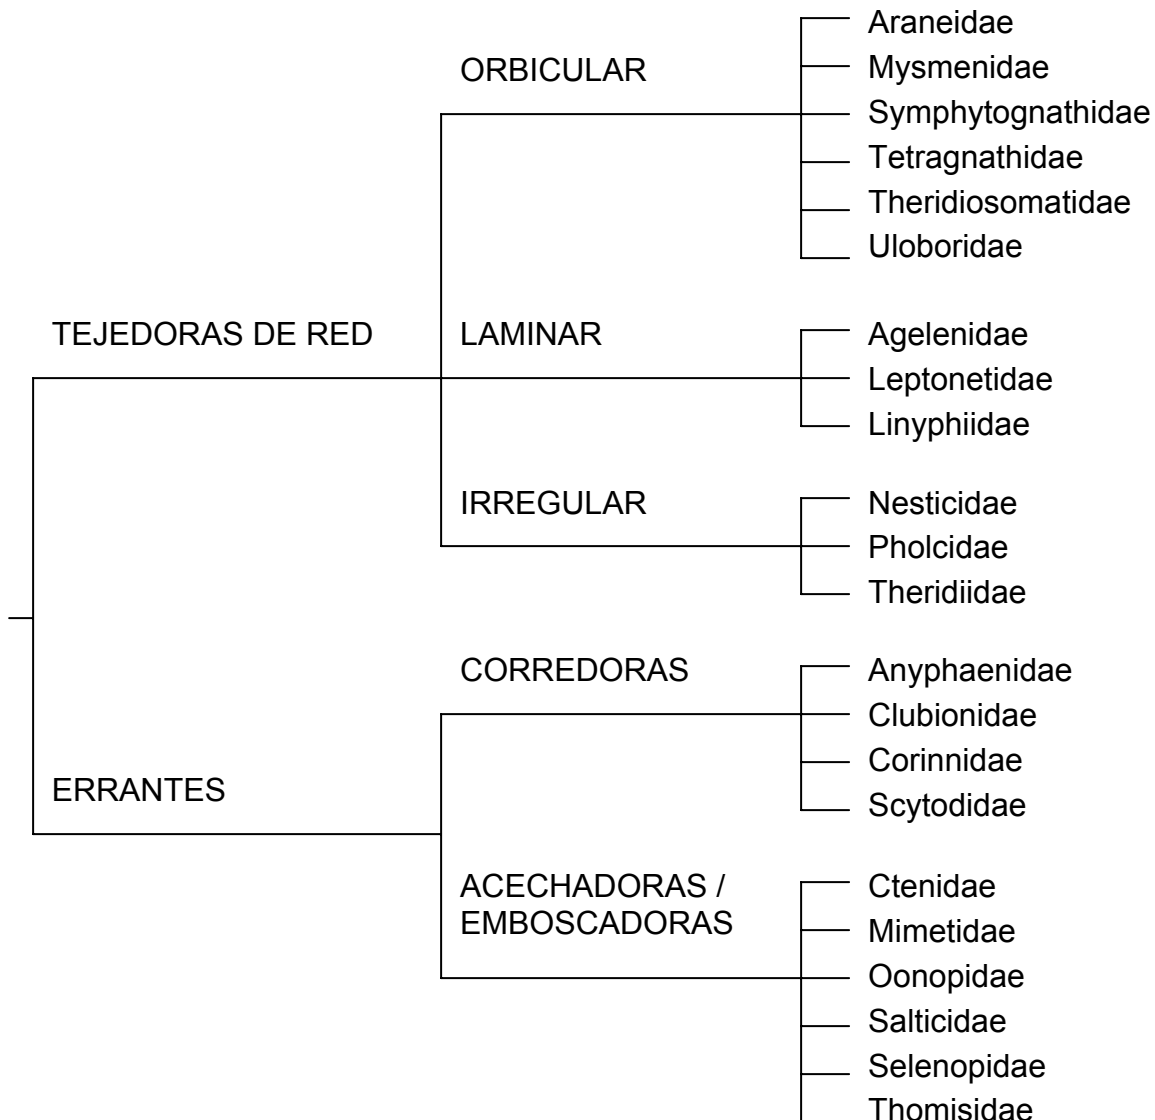 Araneidae
ORBICULAR
Mysmenidae
Symphytognathidae
Tetragnathidae
Theridiosomatidae
Uloboridae
TEJEDORAS DE RED
LAMINAR
Agelenidae
Leptonetidae
Linyphiidae
IRREGULAR
Nesticidae
Pholcidae
Theridiidae
CORREDORAS
Anyphaenidae
Clubionidae
Corinnidae
Scytodidae
ERRANTES
ACECHADORAS /
EMBOSCADORAS
Ctenidae
Mimetidae
Oonopidae
Salticidae
Selenopidae
Thomisidae